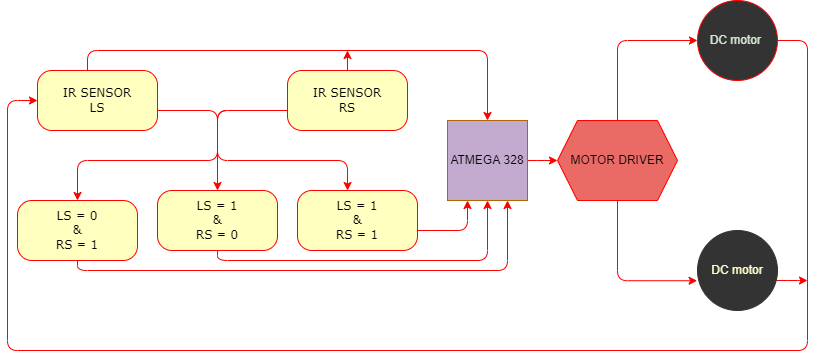 DC motor
IR SENSOR
LS
IR SENSOR
RS
ATMEGA 328
MOTOR DRIVER
LS = 0
&
RS = 1
LS = 1
&
RS = 0
LS = 1
&
RS = 1
DC motor